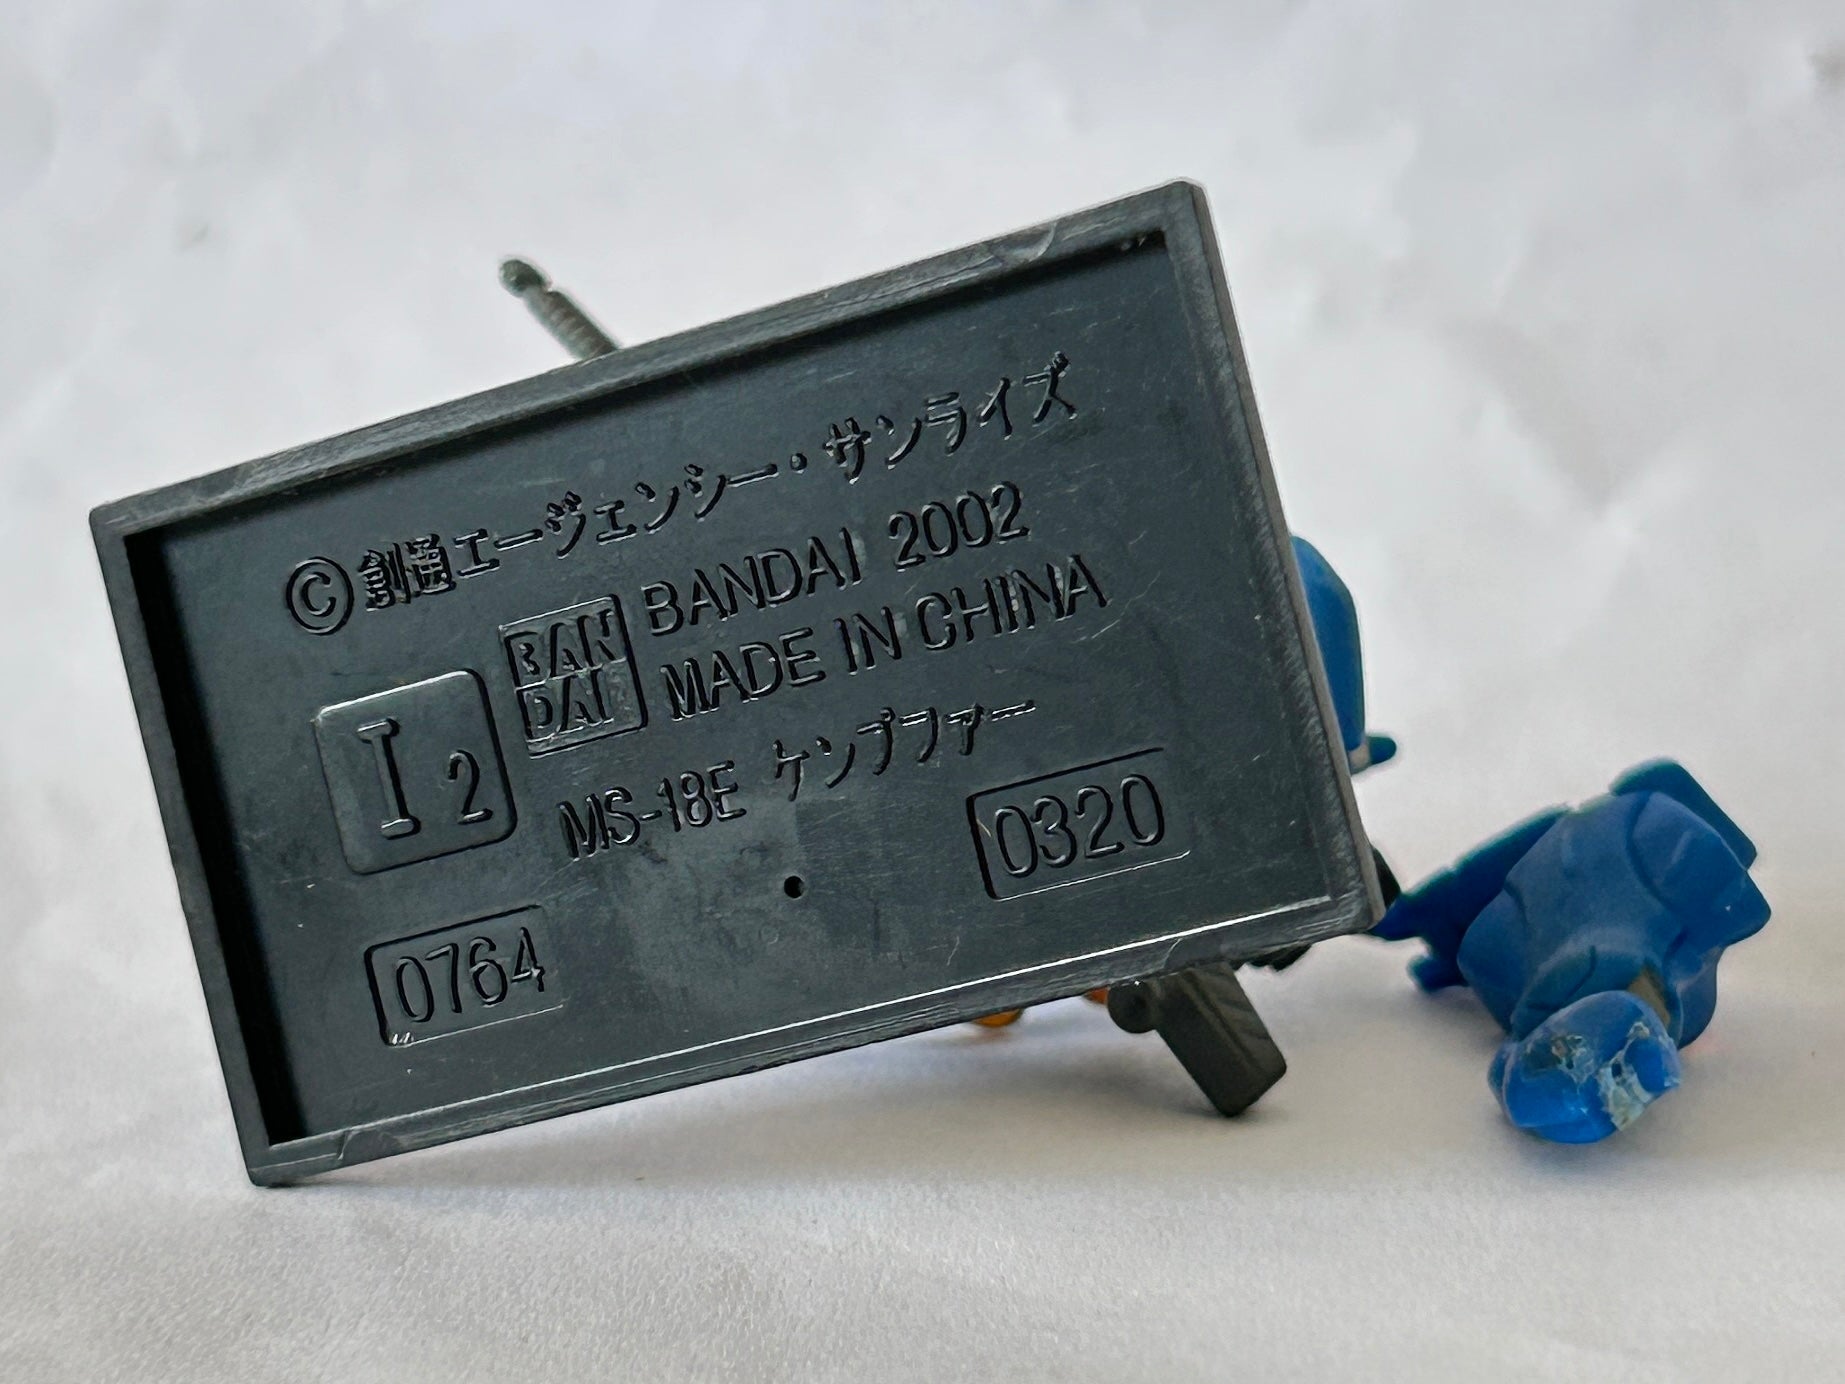 ©創通エージェンシー・サンライズ
BAN
DAI
BANDAI 2002
MADE IN CHINA
I 2
MS-18E ケンプファー
0320
0764